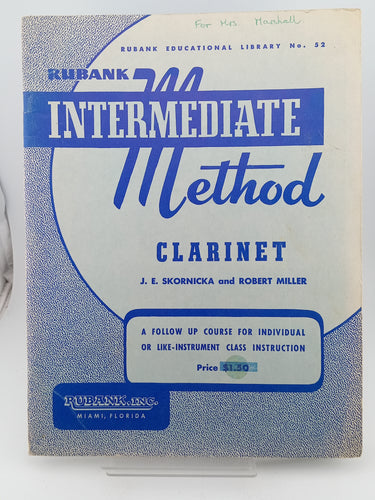 For Mrs Marshall
RUBANK EDUCATIONAL LIBRARY No. 52
RUBANK
INTERMEDIATE
Method
CLARINET
J. E. SKORNICKA and ROBERT MILLER
A FOLLOW UP COURSE FOR INDIVIDUAL
OR LIKE-INSTRUMENT CLASS INSTRUCTION
Price $1.50
RUBANK, INC.
MIAMI, FLORIDA